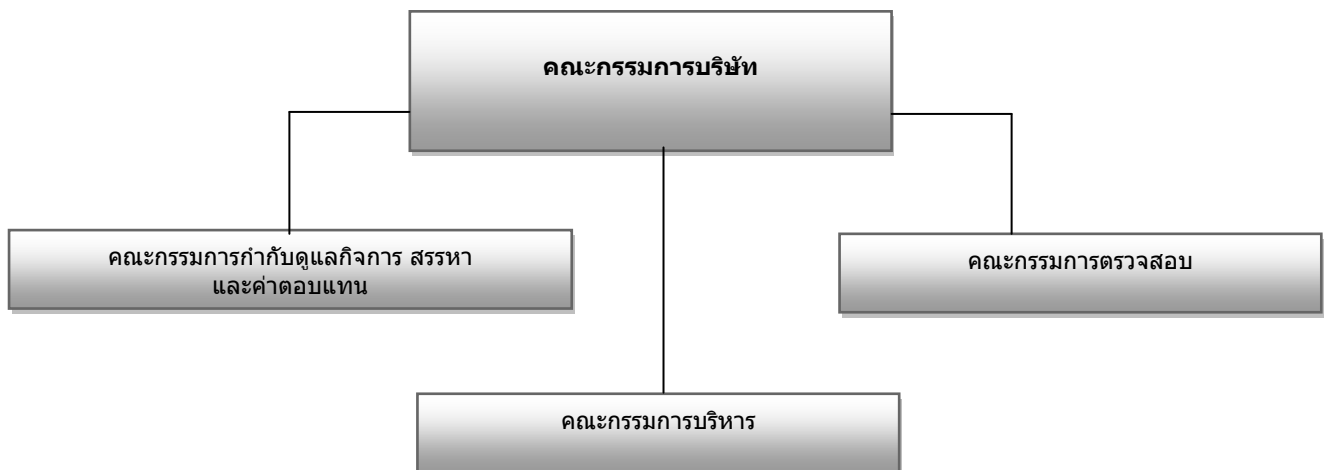 คณะกรรมการบริษัท
คณะกรรมการกำกับดูแลกิจการ สรรหา
และค่าตอบแทน
คณะกรรมการตรวจสอบ
คณะกรรมการบริหาร